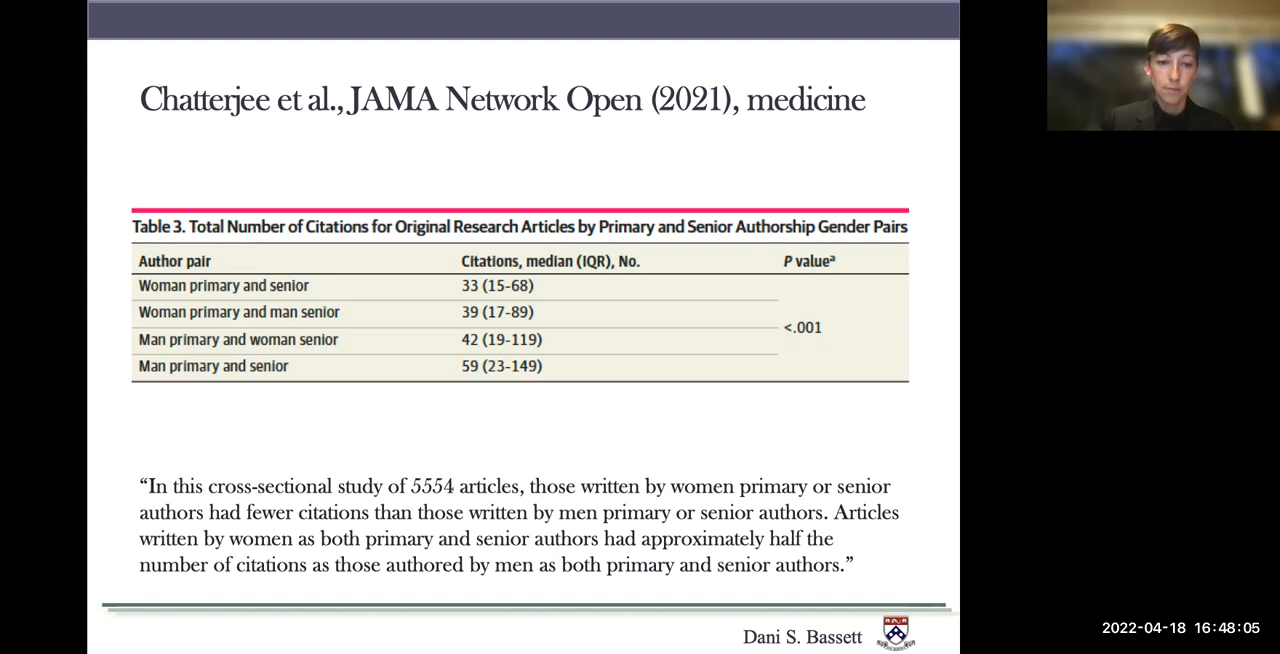 Chatterjee et al., JAMA Network Open (2021), medicine
Table 3. Total Number of Citations for Original Research Articles by Primary and Senior Authorship Gender Pairs
Author pair Citations, median (IQR), No. P valueᵃ
Woman primary and senior 33 (15-68)
Woman primary and man senior 39 (17-89)
<.001
Man primary and woman senior 42 (19-119)
Man primary and senior 59 (23-149)
“In this cross-sectional study of 5554 articles, those written by women primary or senior
authors had fewer citations than those written by men primary or senior authors. Articles
written by women as both primary and senior authors had approximately half the
number of citations as those authored by men as both primary and senior authors.”
Dani S. Bassett
2022-04-18 16:48:05